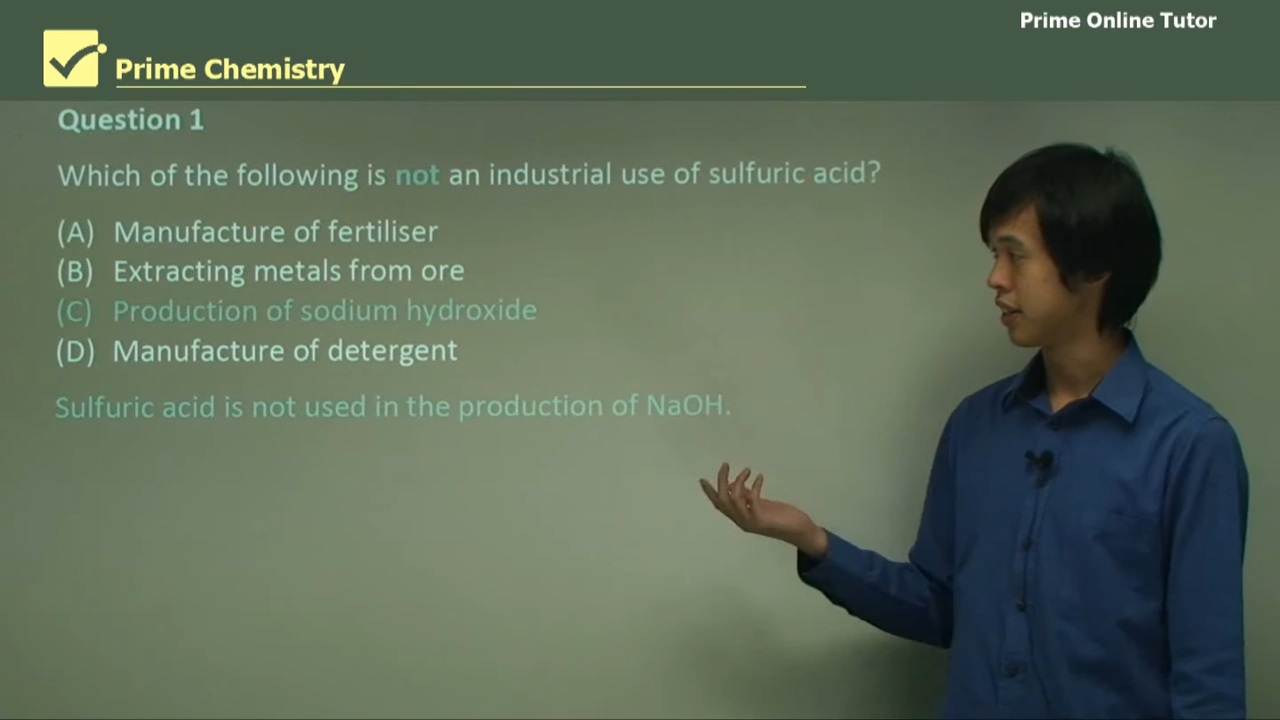 Prime Online Tutor
Prime Chemistry
Question 1
Which of the following is not an industrial use of sulfuric acid?
(A) Manufacture of fertiliser
(B) Extracting metals from ore
(C) Production of sodium hydroxide
(D) Manufacture of detergent
Sulfuric acid is not used in the production of NaOH.